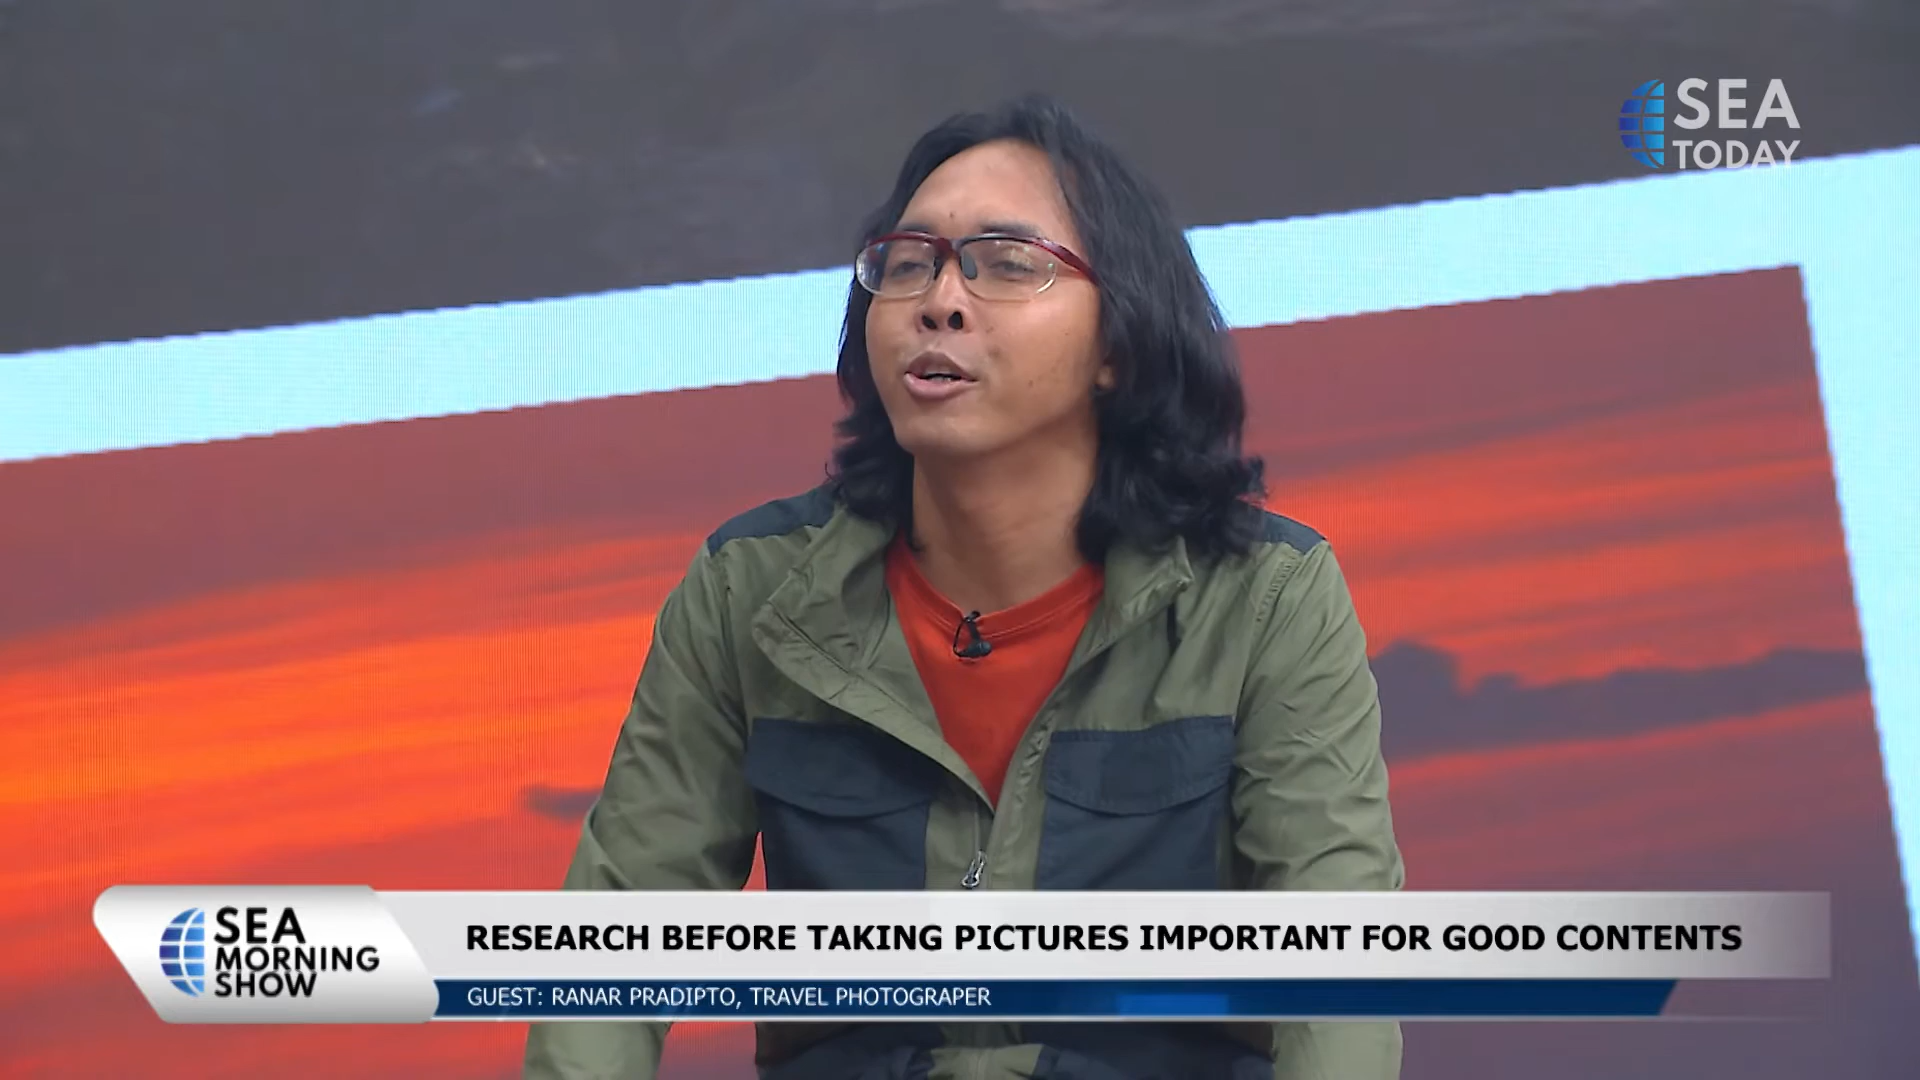 SEA
TODAY
SEA
MORNING
SHOW
RESEARCH BEFORE TAKING PICTURES IMPORTANT FOR GOOD CONTENTS
GUEST: RANAR PRADIPTO, TRAVEL PHOTOGRAPER